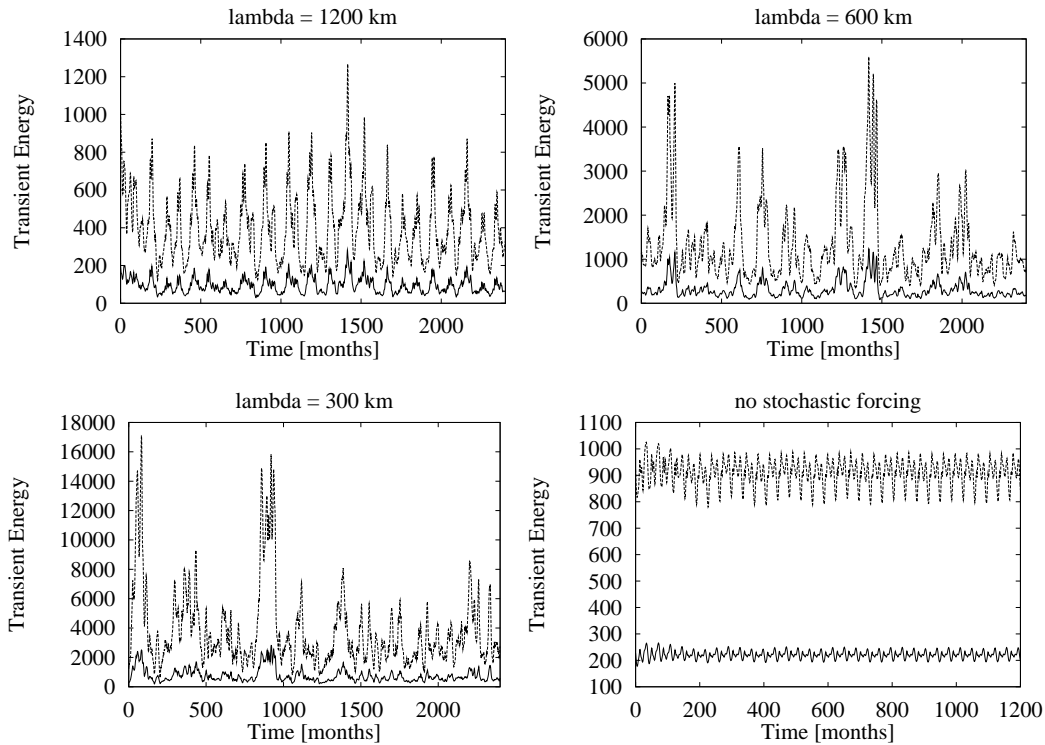 lambda = 1200 km
1400
1200
1000
800
600
400
200
0
Transient Energy
0 500 1000 1500 2000
Time [months]
lambda = 600 km
6000
5000
4000
3000
2000
1000
0
Transient Energy
0 500 1000 1500 2000
Time [months]
lambda = 300 km
18000
16000
14000
12000
10000
8000
6000
4000
2000
0
Transient Energy
0 500 1000 1500 2000
Time [months]
no stochastic forcing
1100
1000
900
800
700
600
500
400
300
200
100
Transient Energy
0 200 400 600 800 1000 1200
Time [months]